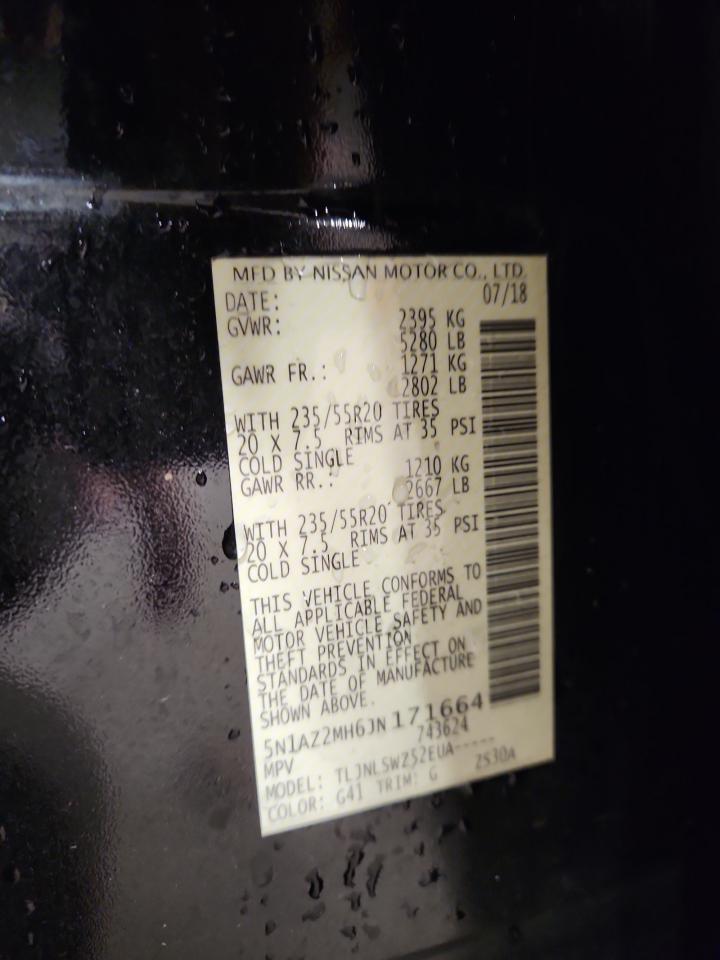 MFD BY NISSAN MOTOR CO., LTD.
DATE: 07/18
GVWR: 2395 KG
5280 LB
GAWR FR.: 1271 KG
2802 LB
WITH 235/55R20 TIRES
20 X 7.5 RIMS AT 35 PSI
COLD SINGLE
GAWR RR.: 1210 KG
2667 LB
WITH 235/55R20 TIRES
20 X 7.5 RIMS AT 35 PSI
COLD SINGLE
THIS VEHICLE CONFORMS TO
ALL APPLICABLE FEDERAL
MOTOR VEHICLE SAFETY AND
THEFT PREVENTION
STANDARDS IN EFFECT ON
THE DATE OF MANUFACTURE
SHOWN ABOVE.
5N1AZ2MH6JN171664
MPV 743624
MODEL: TLJNLSWZ52EUA-----
COLOR: G41 TRIM: G 2S30A